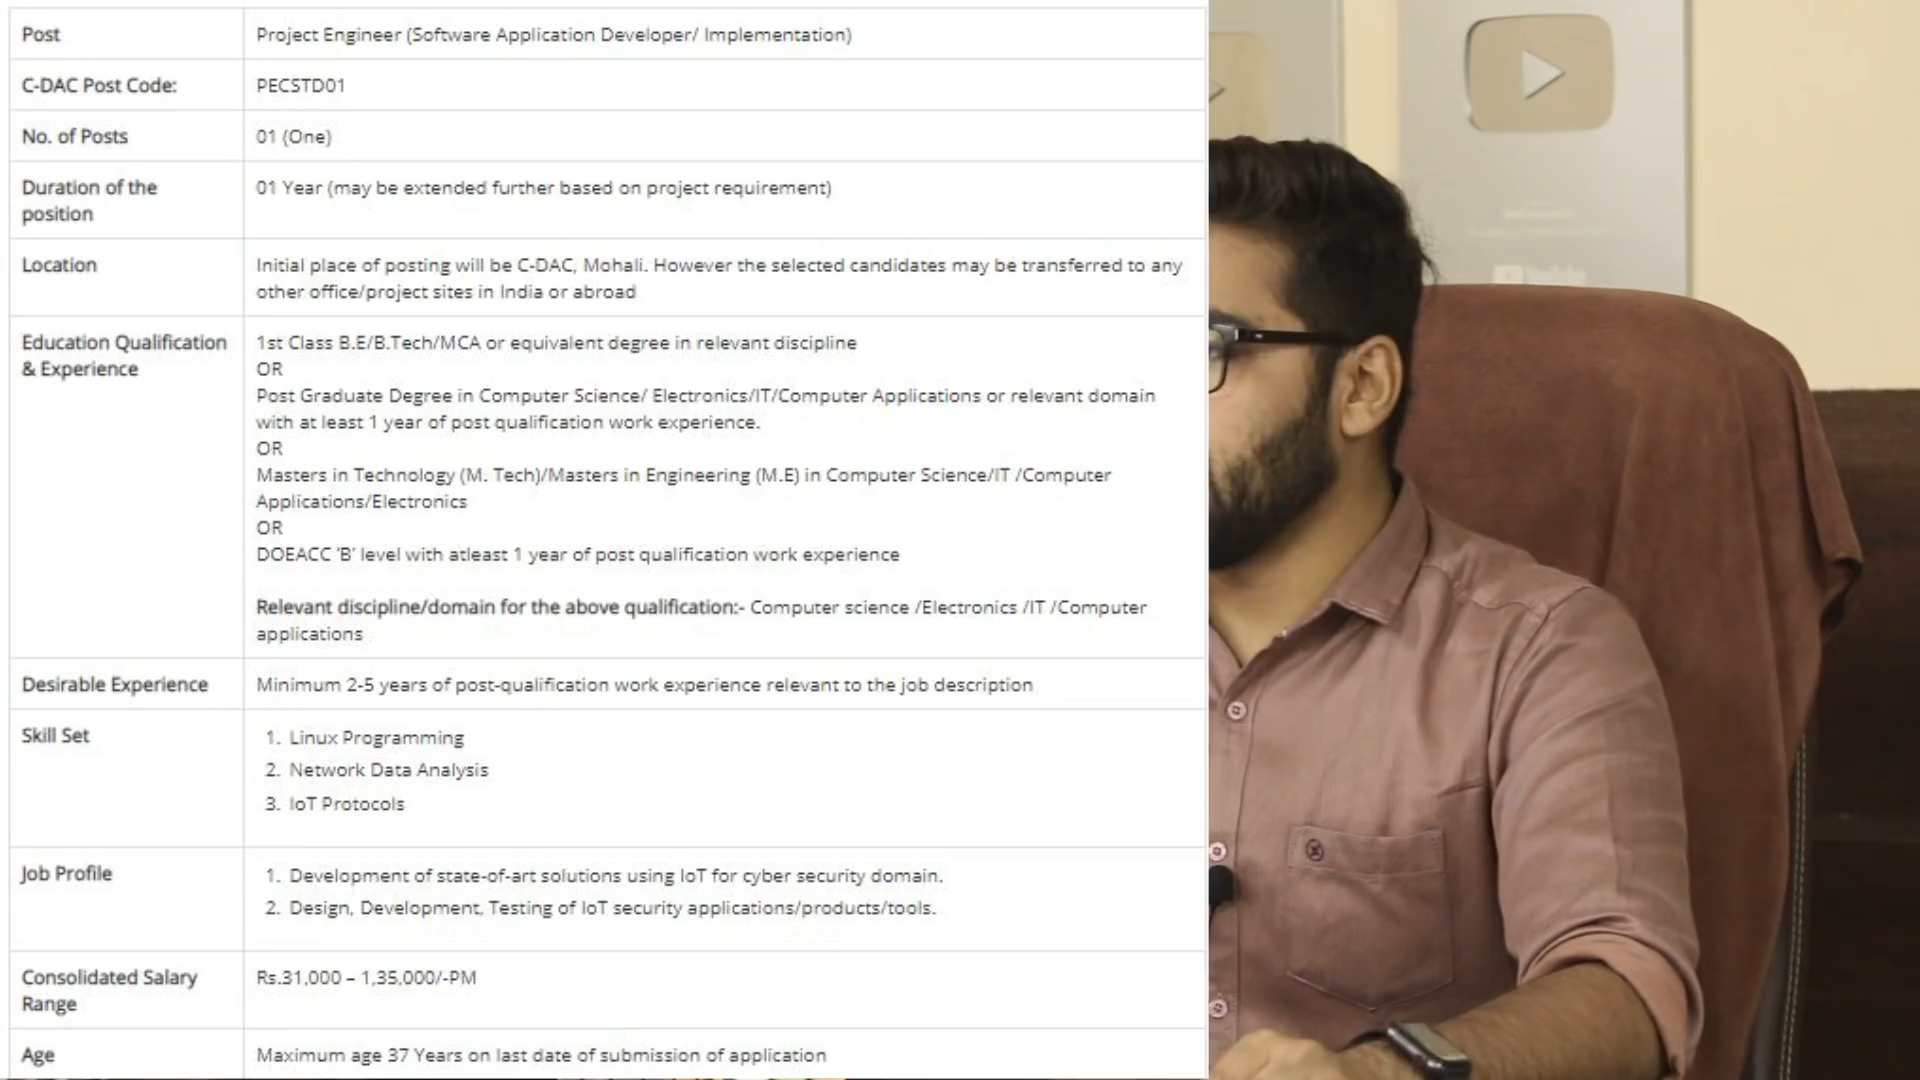 Post
Project Engineer (Software Application Developer/ Implementation)
C-DAC Post Code:
PECSTD01
No. of Posts
01 (One)
Duration of the
position
01 Year (may be extended further based on project requirement)
Location
Initial place of posting will be C-DAC, Mohali. However the selected candidates may be transferred to any
other office/project sites in India or abroad
Education Qualification
& Experience
1st Class B.E/B.Tech/MCA or equivalent degree in relevant discipline
OR
Post Graduate Degree in Computer Science/ Electronics/IT/Computer Applications or relevant domain
with at least 1 year of post qualification work experience.
OR
Masters in Technology (M. Tech)/Masters in Engineering (M.E) in Computer Science/IT /Computer
Applications/Electronics
OR
DOEACC 'B' level with atleast 1 year of post qualification work experience
Relevant discipline/domain for the above qualification:- Computer science /Electronics /IT /Computer
applications
Desirable Experience
Minimum 2-5 years of post-qualification work experience relevant to the job description
Skill Set
1. Linux Programming
2. Network Data Analysis
3. IoT Protocols
Job Profile
1. Development of state-of-art solutions using IoT for cyber security domain.
2. Design, Development, Testing of IoT security applications/products/tools.
Consolidated Salary
Range
Rs.31,000 – 1,35,000/-PM
Age
Maximum age 37 Years on last date of submission of application